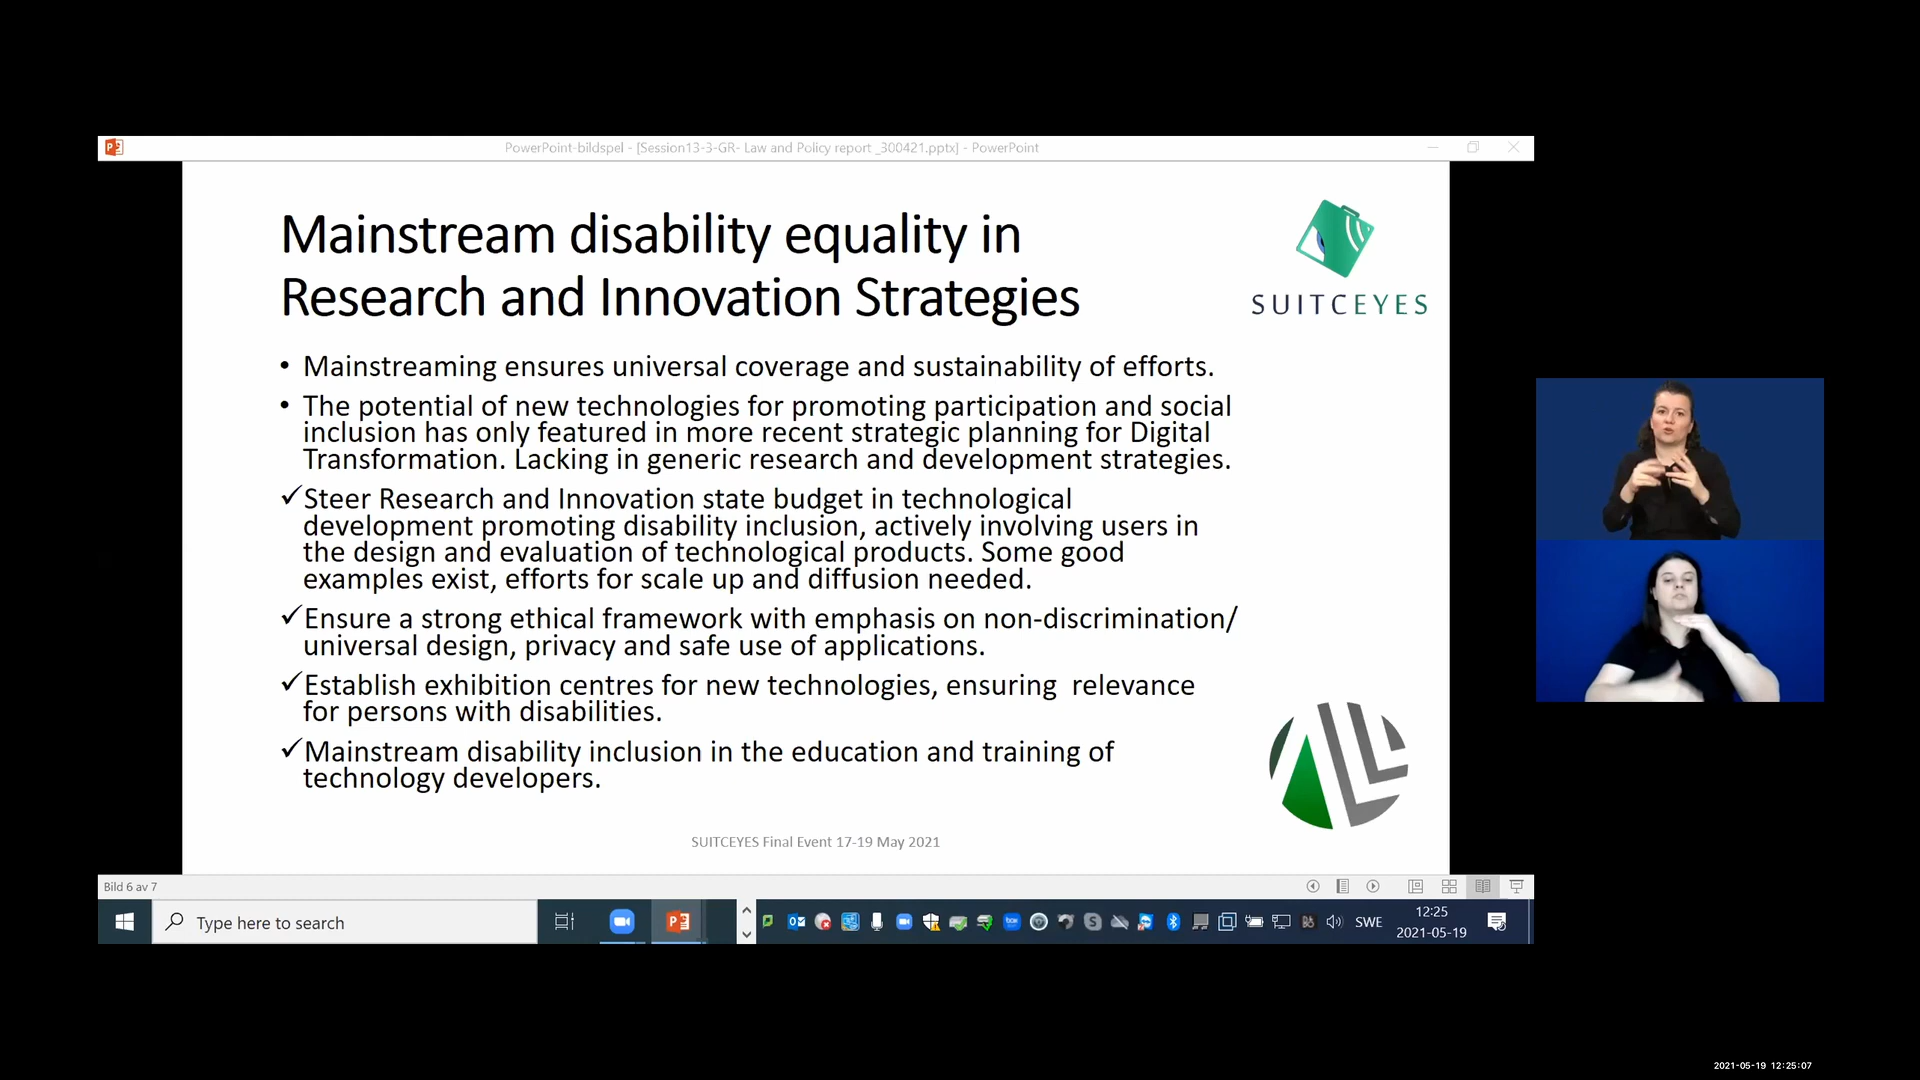 PowerPoint-bildspel - [Session13-3-GR- Law and Policy report _300421.pptx] - PowerPoint
Mainstream disability equality in
Research and Innovation Strategies
SUITCEYES
• Mainstreaming ensures universal coverage and sustainability of efforts.
• The potential of new technologies for promoting participation and social
inclusion has only featured in more recent strategic planning for Digital
Transformation. Lacking in generic research and development strategies.
✓Steer Research and Innovation state budget in technological
development promoting disability inclusion, actively involving users in
the design and evaluation of technological products. Some good
examples exist, efforts for scale up and diffusion needed.
✓Ensure a strong ethical framework with emphasis on non-discrimination/
universal design, privacy and safe use of applications.
✓Establish exhibition centres for new technologies, ensuring  relevance
for persons with disabilities.
✓Mainstream disability inclusion in the education and training of
technology developers.
SUITCEYES Final Event 17-19 May 2021
Bild 6 av 7
Type here to search
SWE
12:25
2021-05-19
2021-05-19 12:25:07